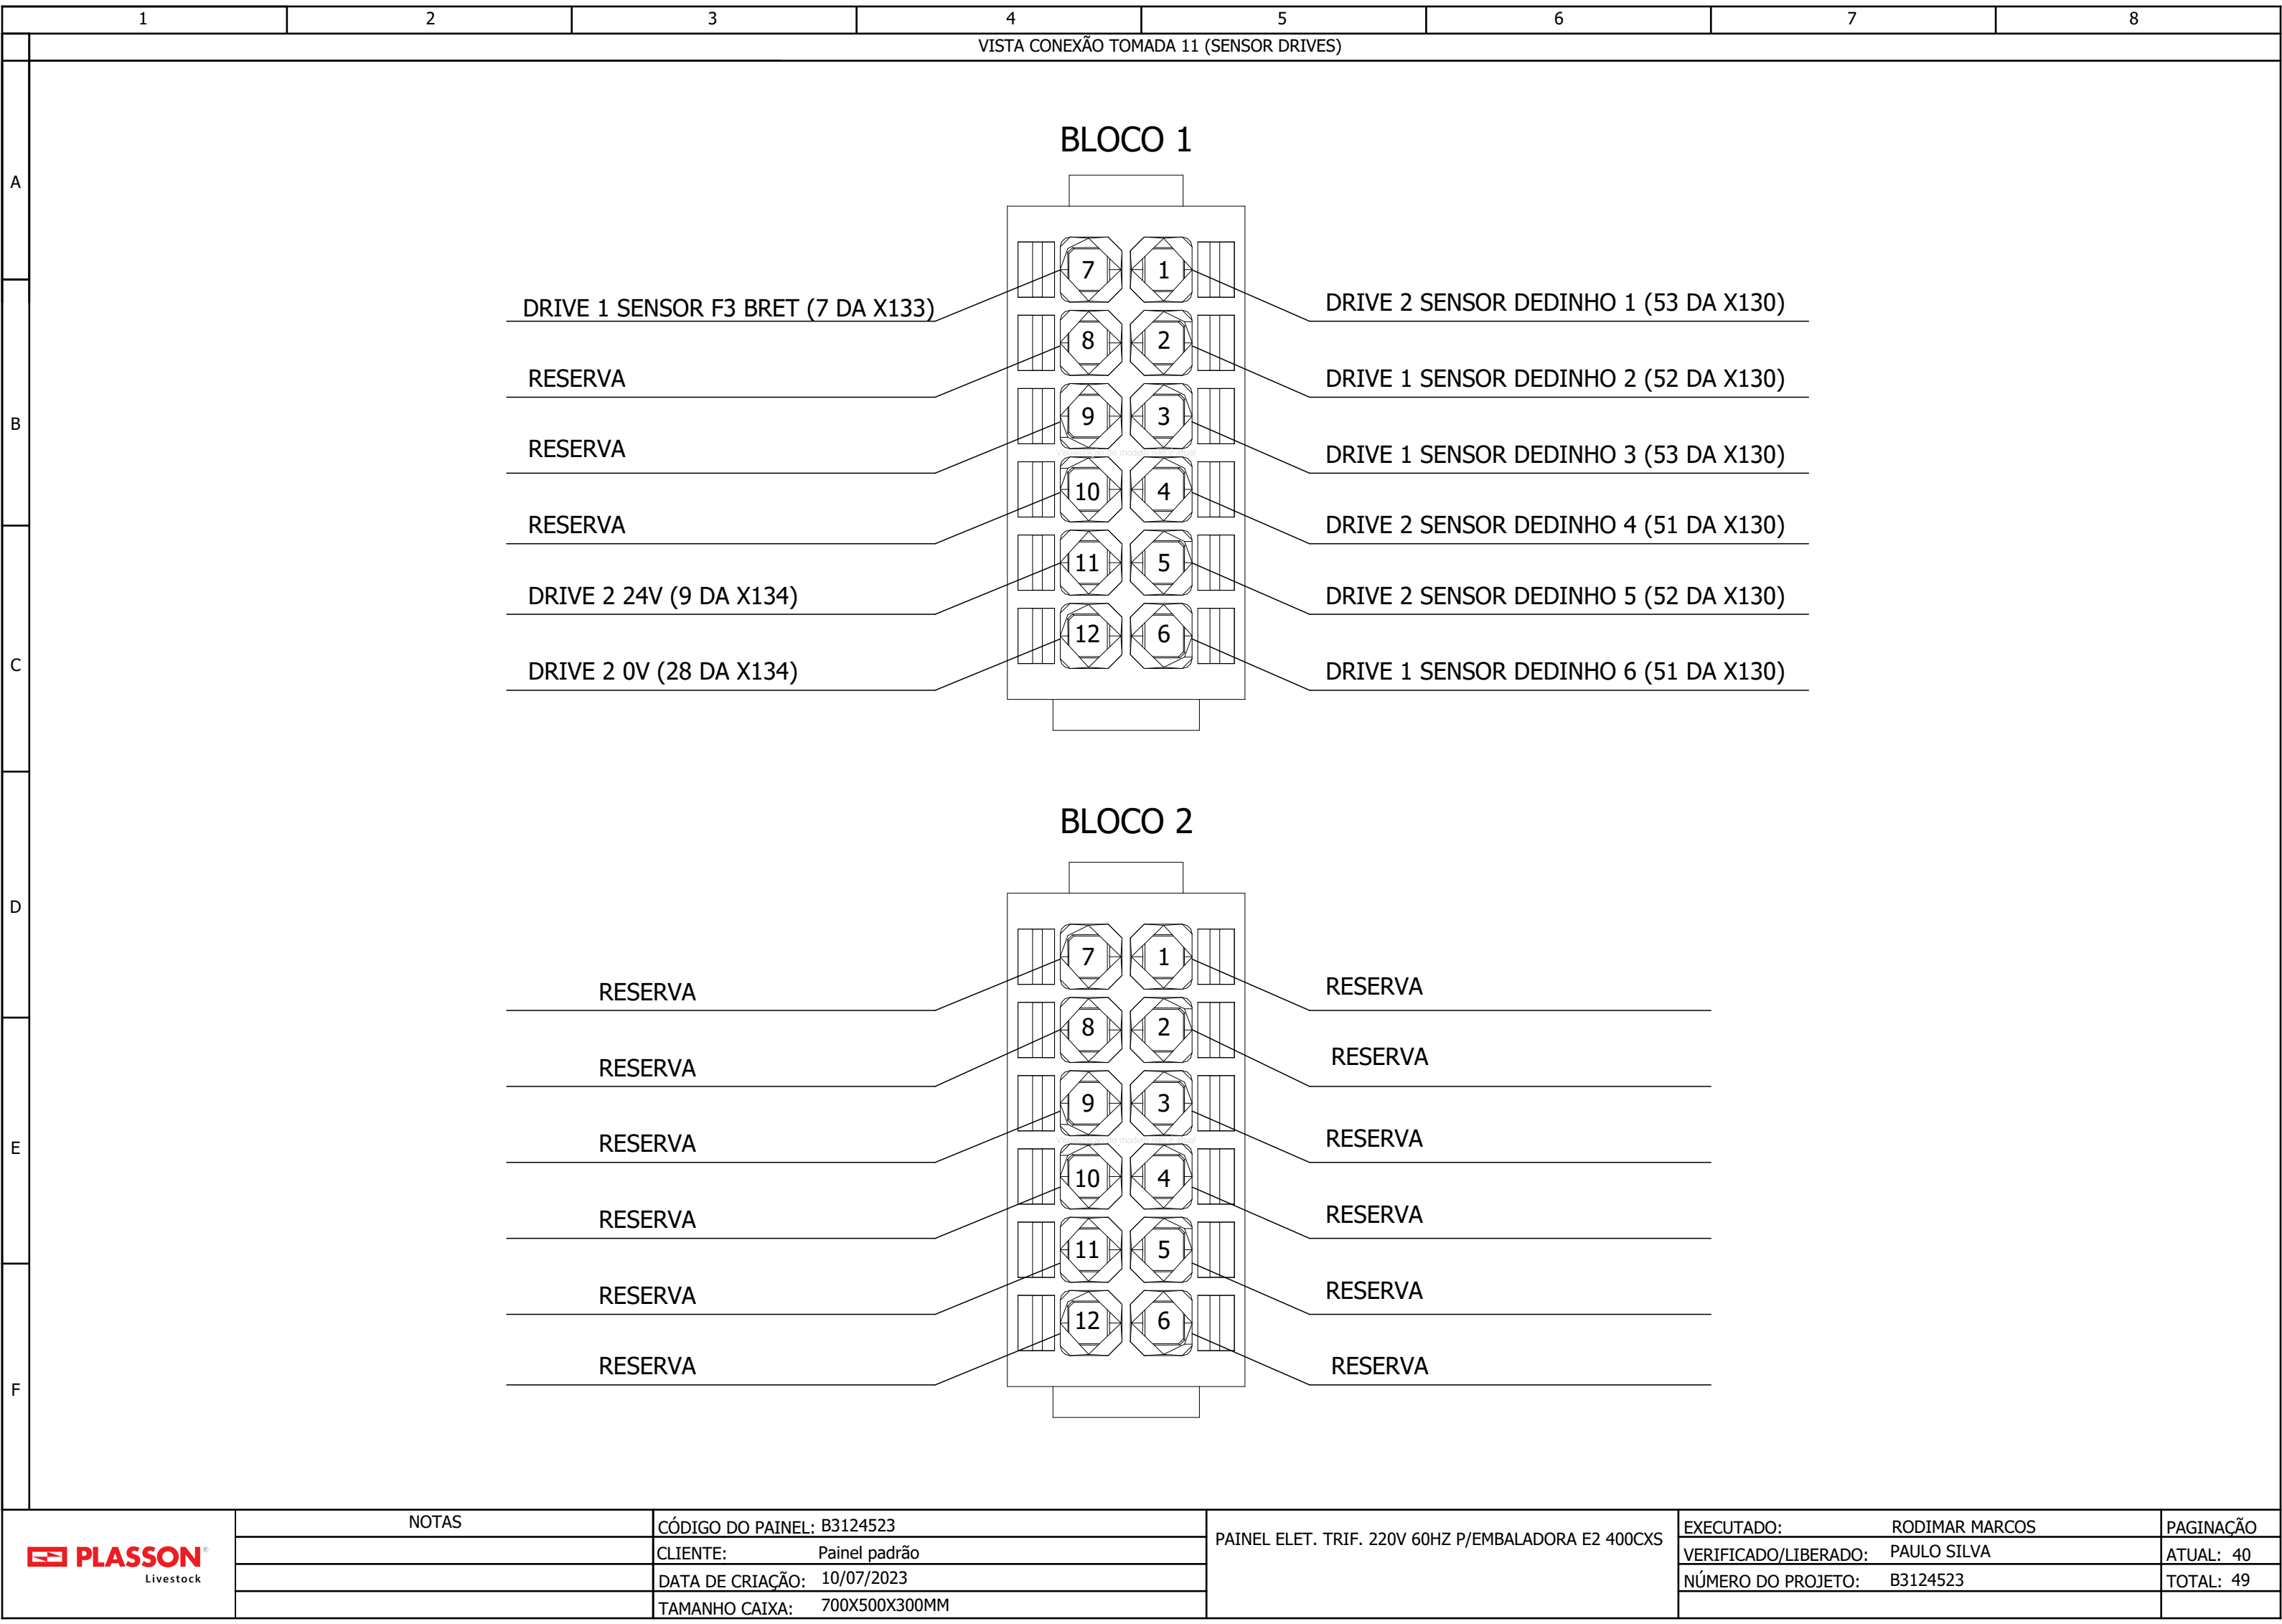 1 2 3 4 5 6 7 8
VISTA CONEXÃO TOMADA 11 (SENSOR DRIVES)
A
B
C
D
E
F
BLOCO 1
7 1
DRIVE 1 SENSOR F3 BRET (7 DA X133)
DRIVE 2 SENSOR DEDINHO 1 (53 DA X130)
8 2
RESERVA
DRIVE 1 SENSOR DEDINHO 2 (52 DA X130)
9 3
RESERVA
DRIVE 1 SENSOR DEDINHO 3 (53 DA X130)
10 4
RESERVA
DRIVE 2 SENSOR DEDINHO 4 (51 DA X130)
11 5
DRIVE 2 24V (9 DA X134)
DRIVE 2 SENSOR DEDINHO 5 (52 DA X130)
12 6
DRIVE 2 0V (28 DA X134)
DRIVE 1 SENSOR DEDINHO 6 (51 DA X130)
BLOCO 2
7 1
RESERVA
RESERVA
8 2
RESERVA
RESERVA
9 3
RESERVA
RESERVA
10 4
RESERVA
RESERVA
11 5
RESERVA
RESERVA
12 6
RESERVA
RESERVA
PLASSON®
Livestock
NOTAS
CÓDIGO DO PAINEL: B3124523
CLIENTE: Painel padrão
DATA DE CRIAÇÃO: 10/07/2023
TAMANHO CAIXA: 700X500X300MM
PAINEL ELET. TRIF. 220V 60HZ P/EMBALADORA E2 400CXS
EXECUTADO: RODIMAR MARCOS
VERIFICADO/LIBERADO: PAULO SILVA
NÚMERO DO PROJETO: B3124523
PAGINAÇÃO
ATUAL: 40
TOTAL: 49